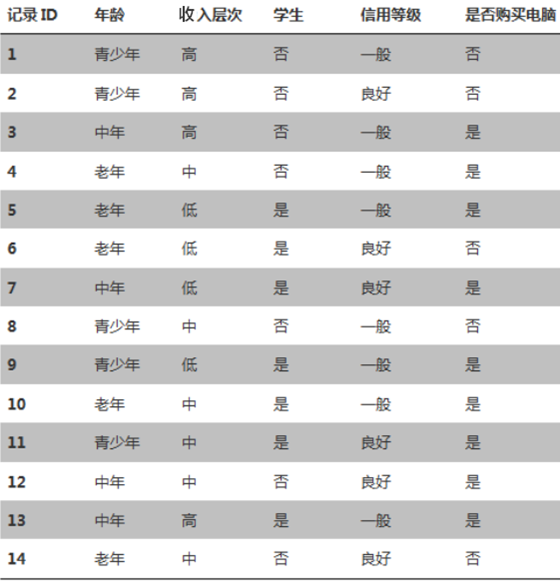 记录 ID 年龄 收入层次 学生 信用等级 是否购买电脑
1 青少年 高 否 一般 否
2 青少年 高 否 良好 否
3 中年 高 否 一般 是
4 老年 中 否 一般 是
5 老年 低 是 一般 是
6 老年 低 是 良好 否
7 中年 低 是 良好 是
8 青少年 中 否 一般 否
9 青少年 低 是 一般 是
10 老年 中 是 一般 是
11 青少年 中 是 良好 是
12 中年 中 否 良好 是
13 中年 高 是 一般 是
14 老年 中 否 良好 否